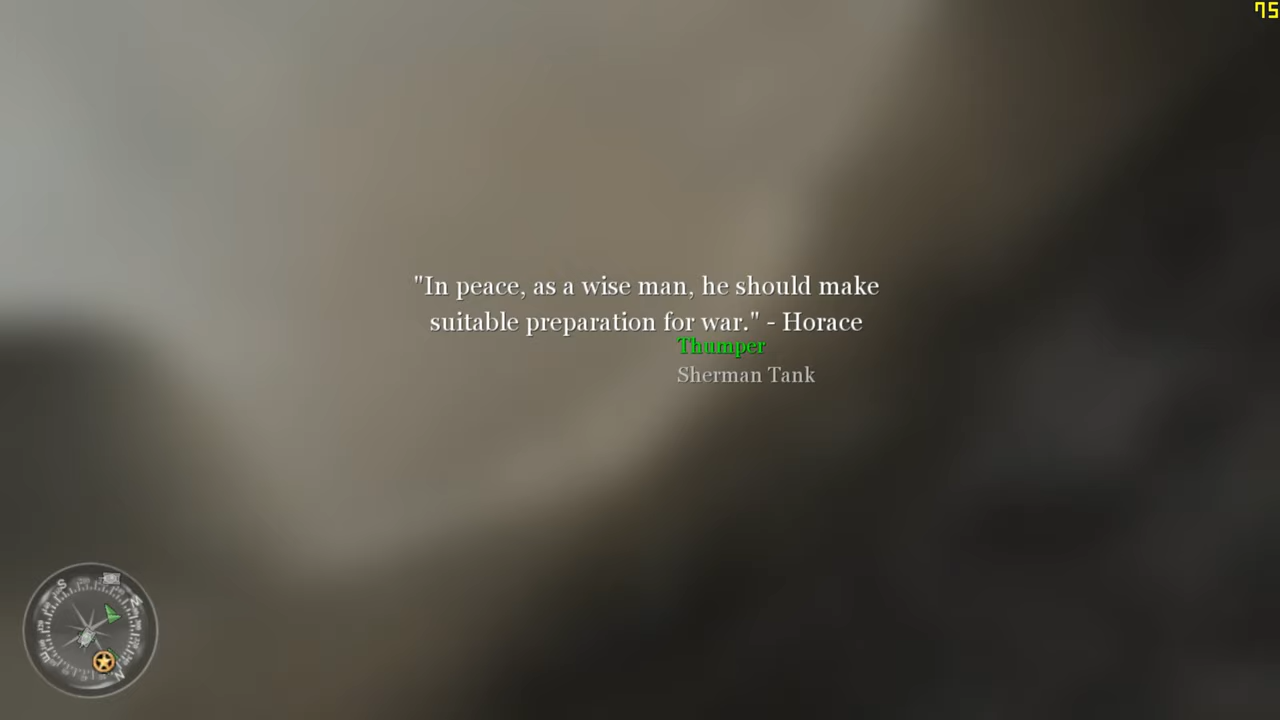 75
"In peace, as a wise man, he should make
suitable preparation for war." - Horace
Thumper
Sherman Tank
S
W
N